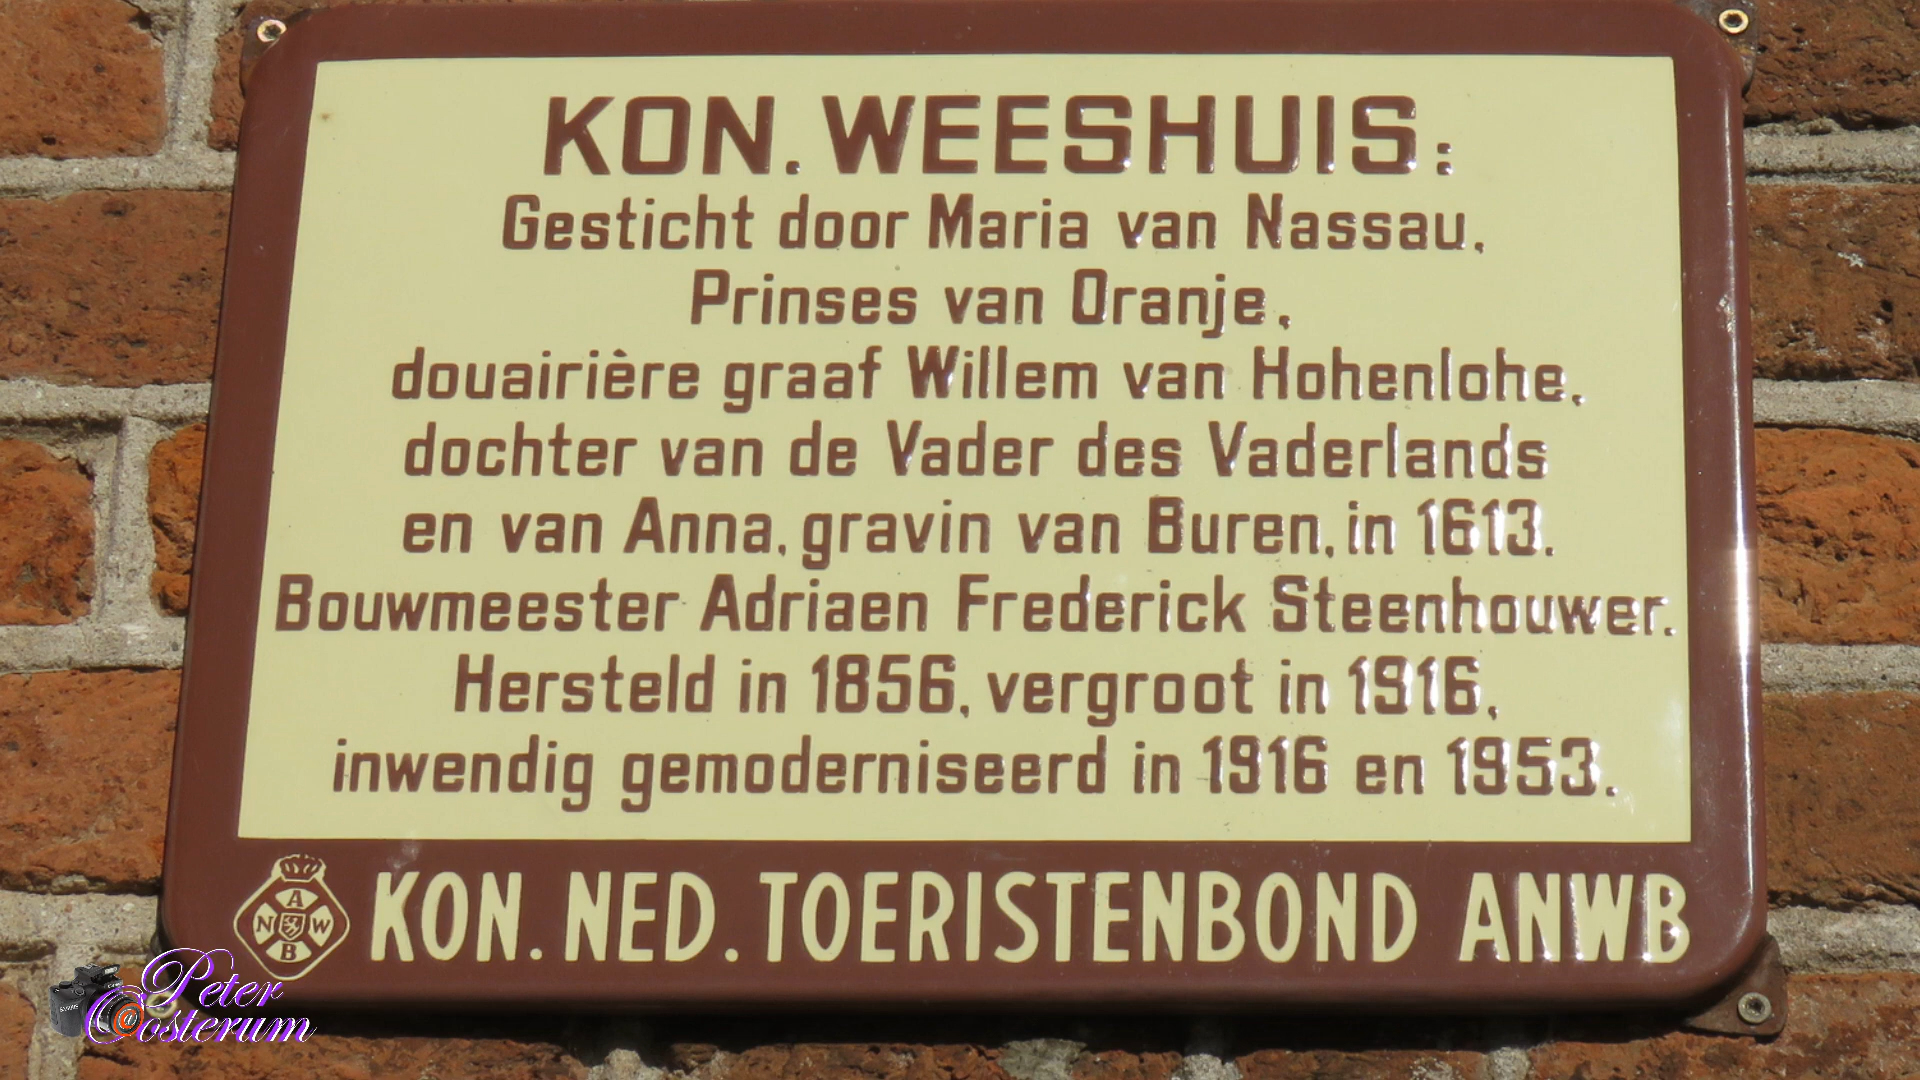 KON. WEESHUIS:
Gesticht door Maria van Nassau,
Prinses van Oranje,
douairière graaf Willem van Hohenlohe,
dochter van de Vader des Vaderlands
en van Anna, gravin van Buren, in 1613.
Bouwmeester Adriaen Frederick Steenhouwer.
Hersteld in 1856, vergroot in 1916,
inwendig gemoderniseerd in 1916 en 1953.
A
N W
B
KON. NED. TOERISTENBOND ANWB
Peter
Oosterum